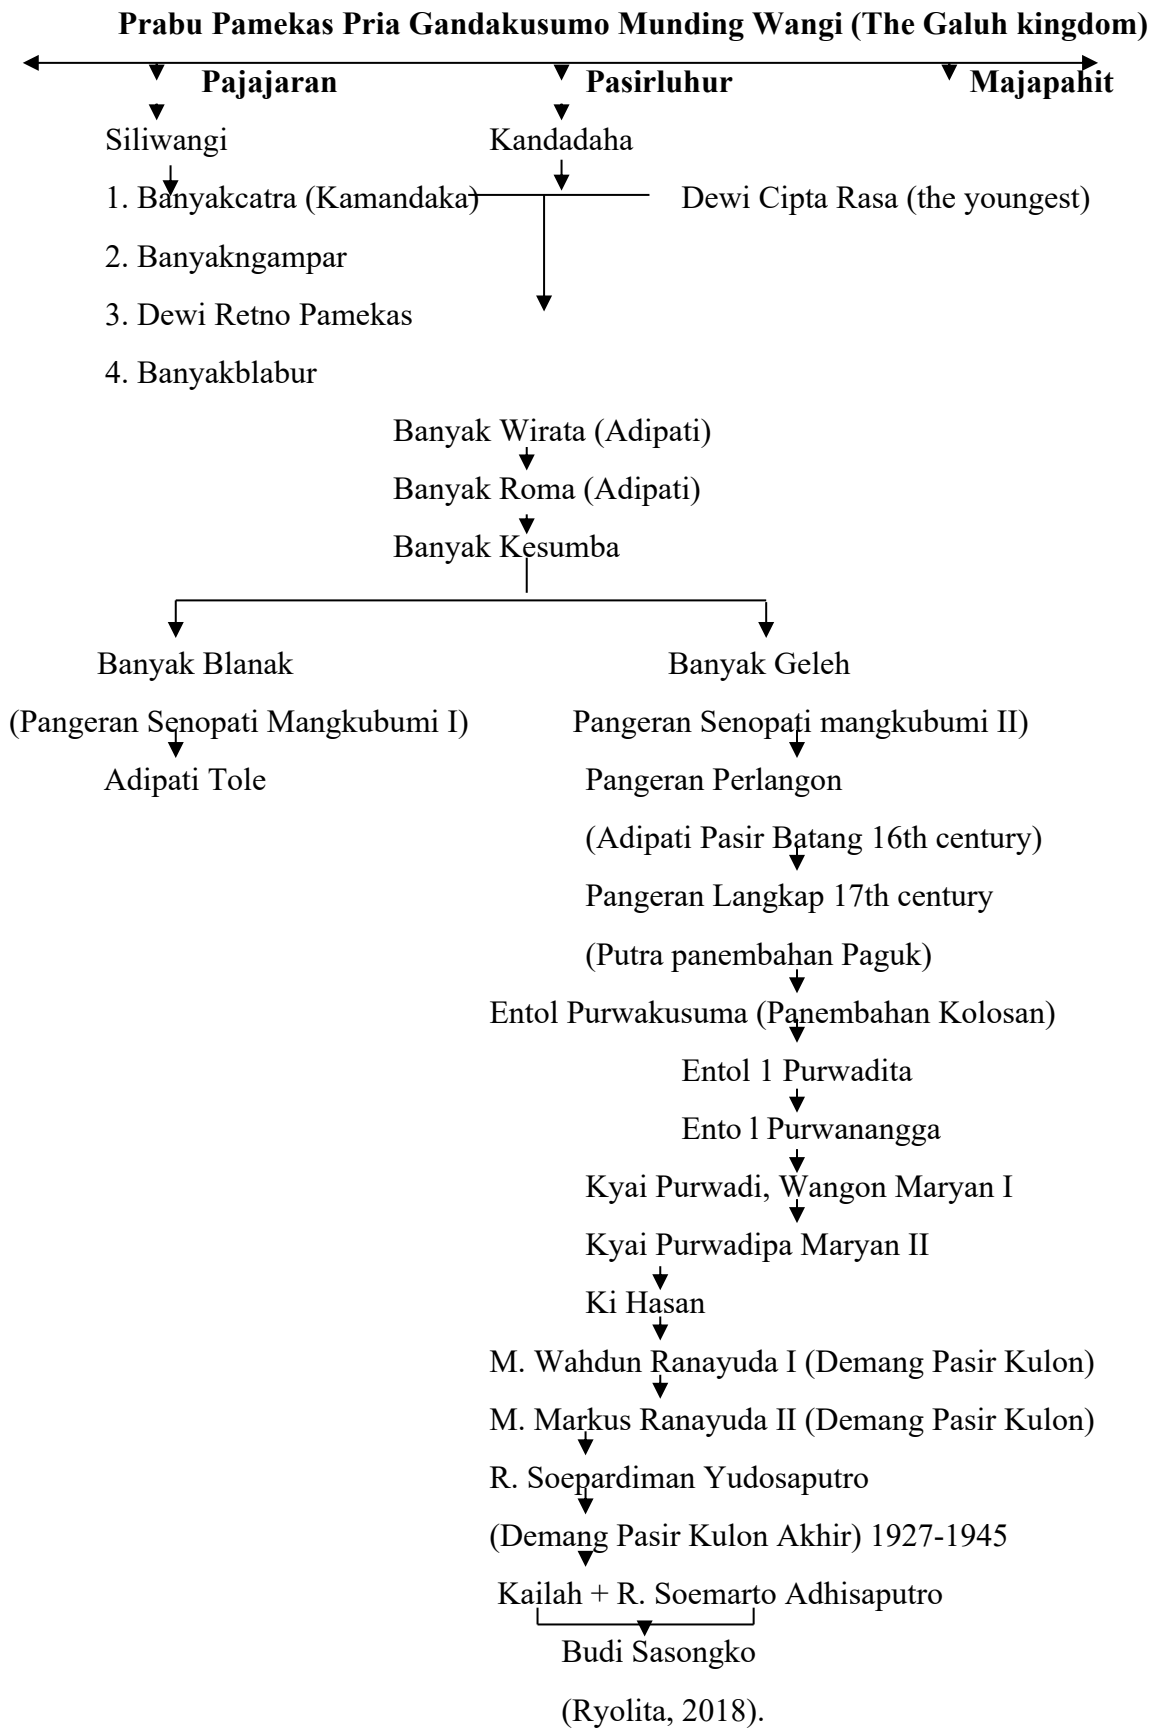 Prabu Pamekas Pria Gandakusumo Munding Wangi (The Galuh kingdom)
Pajajaran Pasirluhur Majapahit
Siliwangi Kandadaha
1. Banyakcatra (Kamandaka) Dewi Cipta Rasa (the youngest)
2. Banyakngampar
3. Dewi Retno Pamekas
4. Banyakblabur
Banyak Wirata (Adipati)
Banyak Roma (Adipati)
Banyak Kesumba
Banyak Blanak Banyak Geleh
(Pangeran Senopati Mangkubumi I) Pangeran Senopati mangkubumi II)
Adipati Tole Pangeran Perlangon
(Adipati Pasir Batang 16th century)
Pangeran Langkap 17th century
(Putra panembahan Paguk)
Entol Purwakusuma (Panembahan Kolosan)
Entol 1 Purwadita
Ento l Purwanangga
Kyai Purwadi, Wangon Maryan I
Kyai Purwadipa Maryan II
Ki Hasan
M. Wahdun Ranayuda I (Demang Pasir Kulon)
M. Markus Ranayuda II (Demang Pasir Kulon)
R. Soepardiman Yudosaputro
(Demang Pasir Kulon Akhir) 1927-1945
Kailah + R. Soemarto Adhisaputro
Budi Sasongko
(Ryolita, 2018).